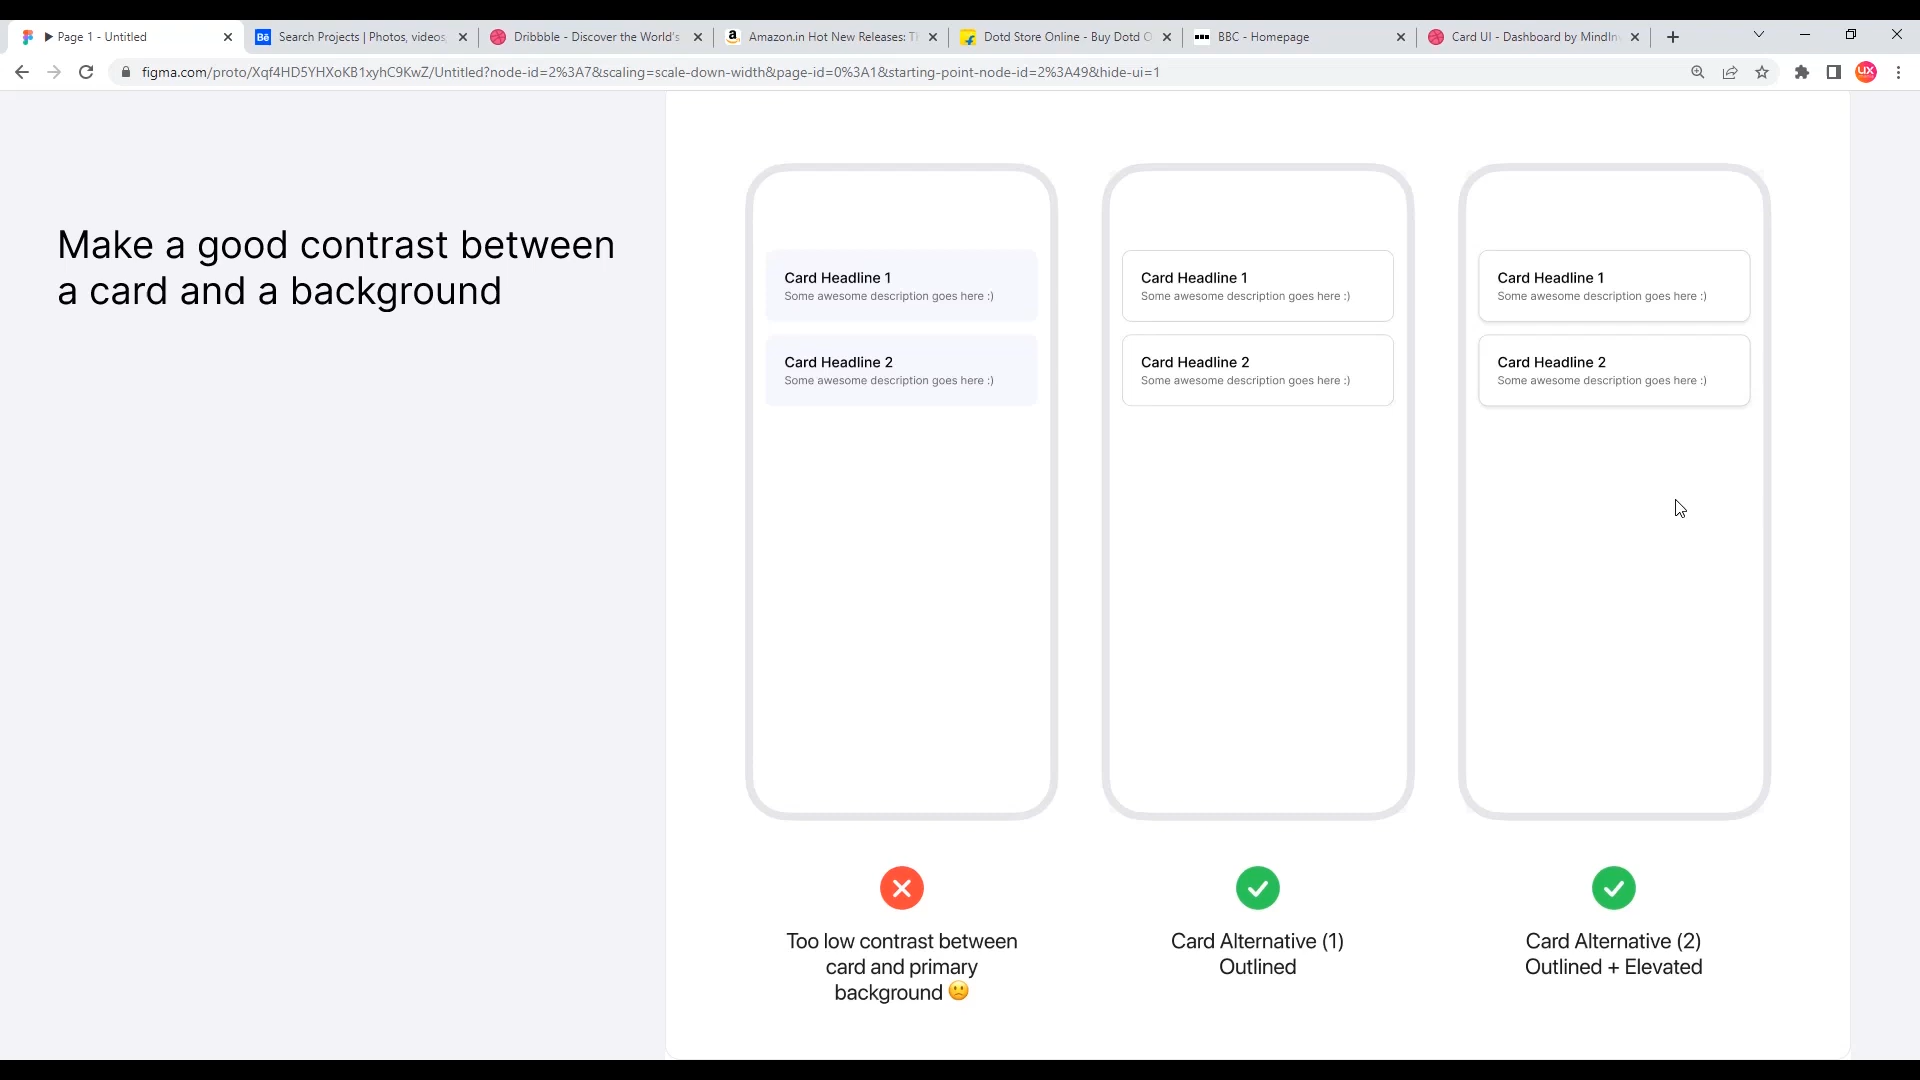 Page 1 - Untitled
Bē Search Projects | Photos, videos,
Dribbble - Discover the World's
a Amazon.in Hot New Releases: T
Dotd Store Online - Buy Dotd O
BBC - Homepage
Card UI - Dashboard by MindIn
figma.com/proto/Xqf4HD5YHXoKB1xyhC9KwZ/Untitled?node-id=2%3A7&scaling=scale-down-width&page-id=0%3A1&starting-point-node-id=2%3A49&hide-ui=1
UX
Make a good contrast between
a card and a background
Card Headline 1
Some awesome description goes here :)
Card Headline 2
Some awesome description goes here :)
Card Headline 1
Some awesome description goes here :)
Card Headline 2
Some awesome description goes here :)
Card Headline 1
Some awesome description goes here :)
Card Headline 2
Some awesome description goes here :)
Too low contrast between
card and primary
background 🙁
Card Alternative (1)
Outlined
Card Alternative (2)
Outlined + Elevated